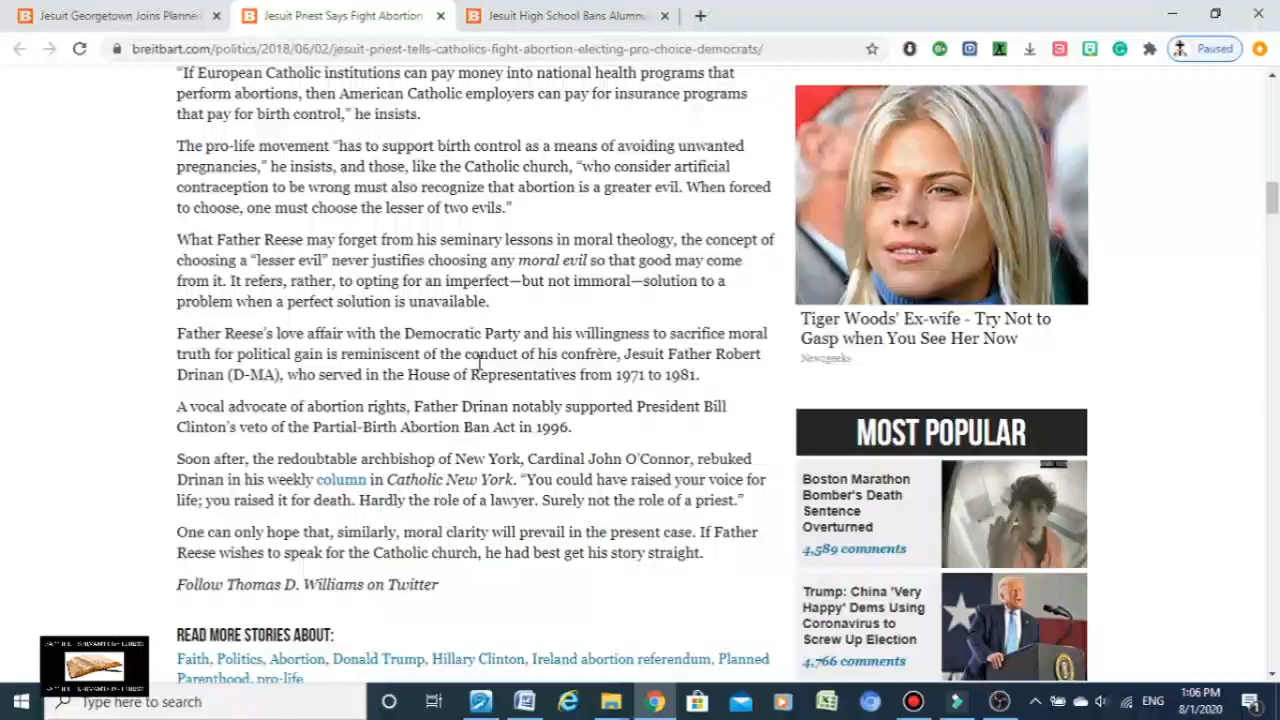 Jesuit Georgetown Joins Planned
Jesuit Priest Says Fight Abortion
Jesuit High School Bans Alumnu
breitbart.com/politics/2018/06/02/jesuit-priest-tells-catholics-fight-abortion-electing-pro-choice-democrats/
Paused
“If European Catholic institutions can pay money into national health programs that
perform abortions, then American Catholic employers can pay for insurance programs
that pay for birth control,” he insists.
The pro-life movement “has to support birth control as a means of avoiding unwanted
pregnancies,” he insists, and those, like the Catholic church, “who consider artificial
contraception to be wrong must also recognize that abortion is a greater evil. When forced
to choose, one must choose the lesser of two evils.”
What Father Reese may forget from his seminary lessons in moral theology, the concept of
choosing a “lesser evil” never justifies choosing any moral evil so that good may come
from it. It refers, rather, to opting for an imperfect—but not immoral—solution to a
problem when a perfect solution is unavailable.
Father Reese’s love affair with the Democratic Party and his willingness to sacrifice moral
truth for political gain is reminiscent of the conduct of his confrère, Jesuit Father Robert
Drinan (D-MA), who served in the House of Representatives from 1971 to 1981.
A vocal advocate of abortion rights, Father Drinan notably supported President Bill
Clinton’s veto of the Partial-Birth Abortion Ban Act in 1996.
Soon after, the redoubtable archbishop of New York, Cardinal John O’Connor, rebuked
Drinan in his weekly column in Catholic New York. “You could have raised your voice for
life; you raised it for death. Hardly the role of a lawyer. Surely not the role of a priest.”
One can only hope that, similarly, moral clarity will prevail in the present case. If Father
Reese wishes to speak for the Catholic church, he had best get his story straight.
Follow Thomas D. Williams on Twitter
READ MORE STORIES ABOUT:
Faith, Politics, Abortion, Donald Trump, Hillary Clinton, Ireland abortion referendum, Planned
Parenthood, pro-life
Tiger Woods' Ex-wife - Try Not to
Gasp when You See Her Now
Newsgeeks
MOST POPULAR
Boston Marathon
Bomber's Death
Sentence
Overturned
4,589 comments
Trump: China 'Very
Happy' Dems Using
Coronavirus to
Screw Up Election
4,766 comments
Type here to search
ENG
1:06 PM
8/1/2020